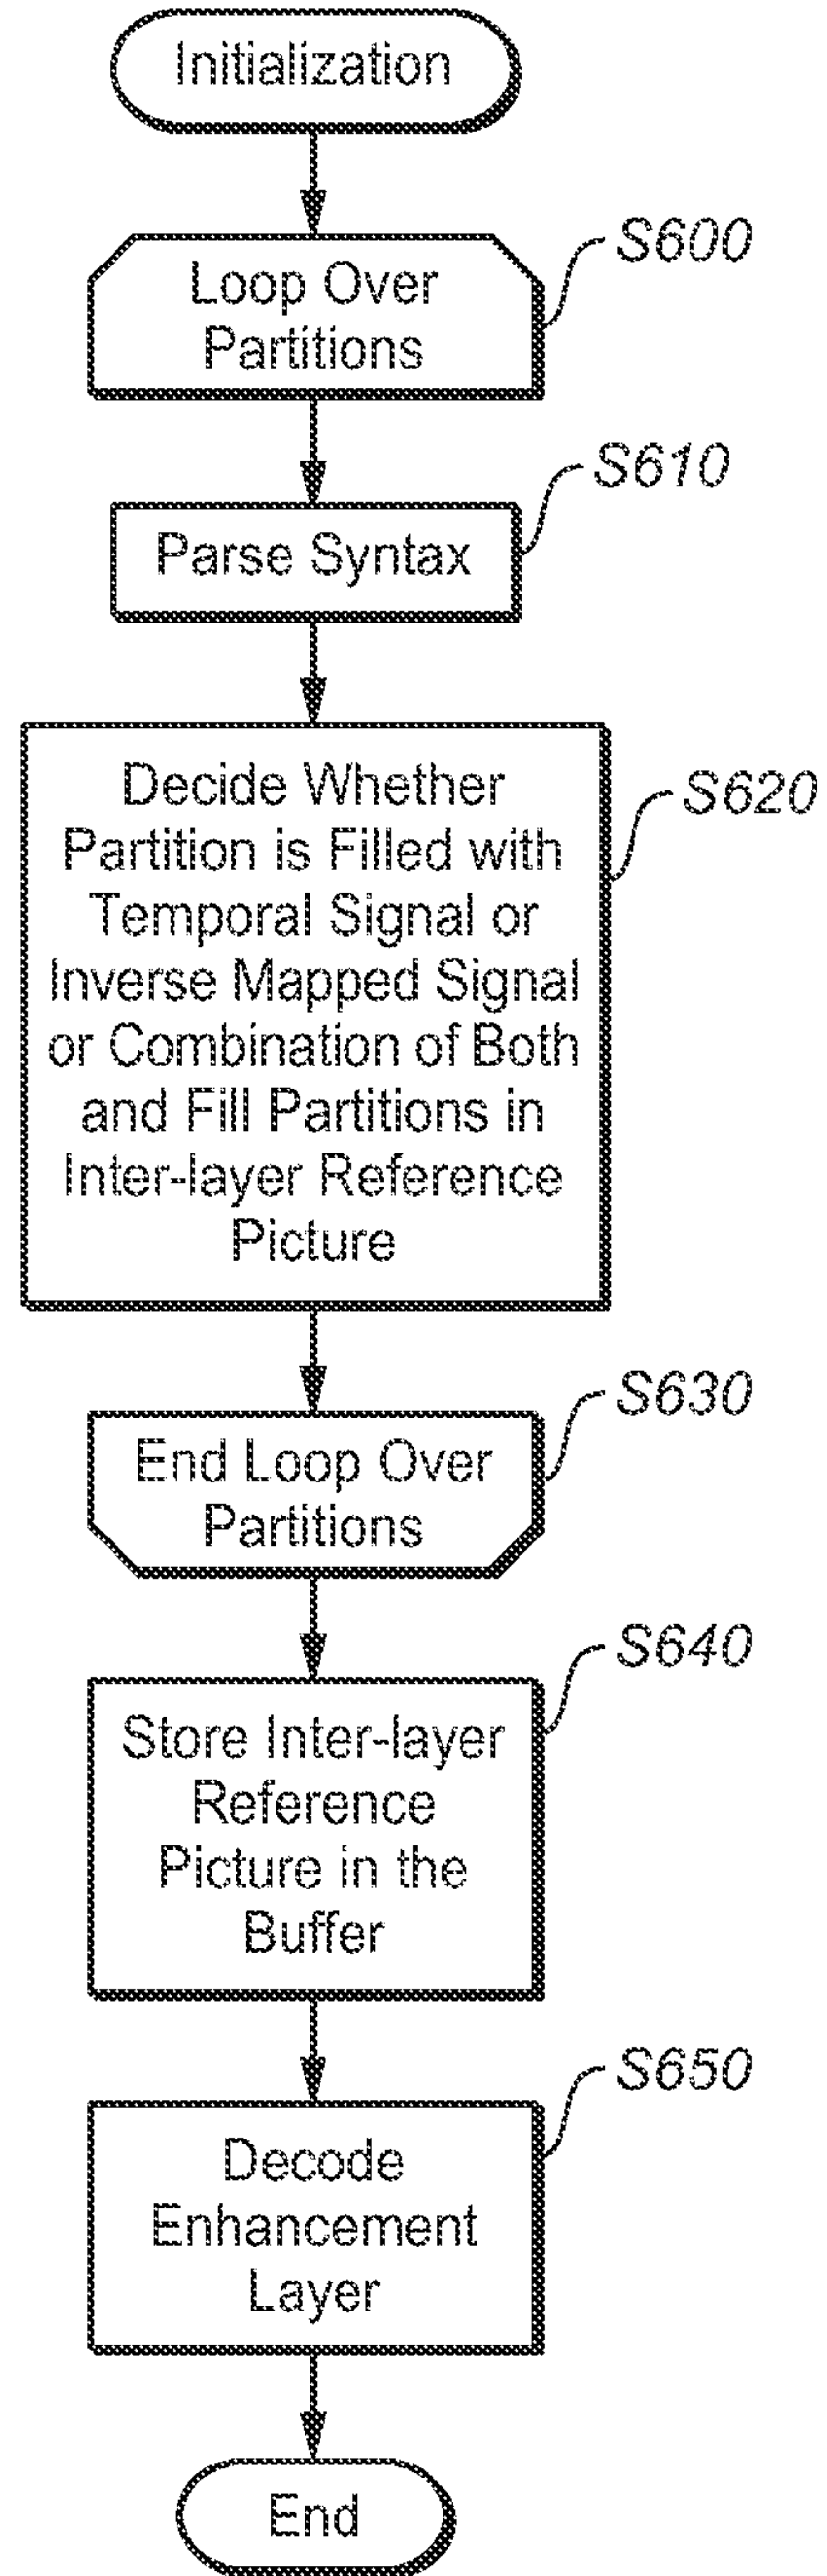 Initialization
S600
Loop Over
Partitions
S610
Parse Syntax
S620
Decide Whether
Partition is Filled with
Temporal Signal or
Inverse Mapped Signal
or Combination of Both
and Fill Partitions in
Inter-layer Reference
Picture
S630
End Loop Over
Partitions
S640
Store Inter-layer
Reference
Picture in the
Buffer
S650
Decode
Enhancement
Layer
End